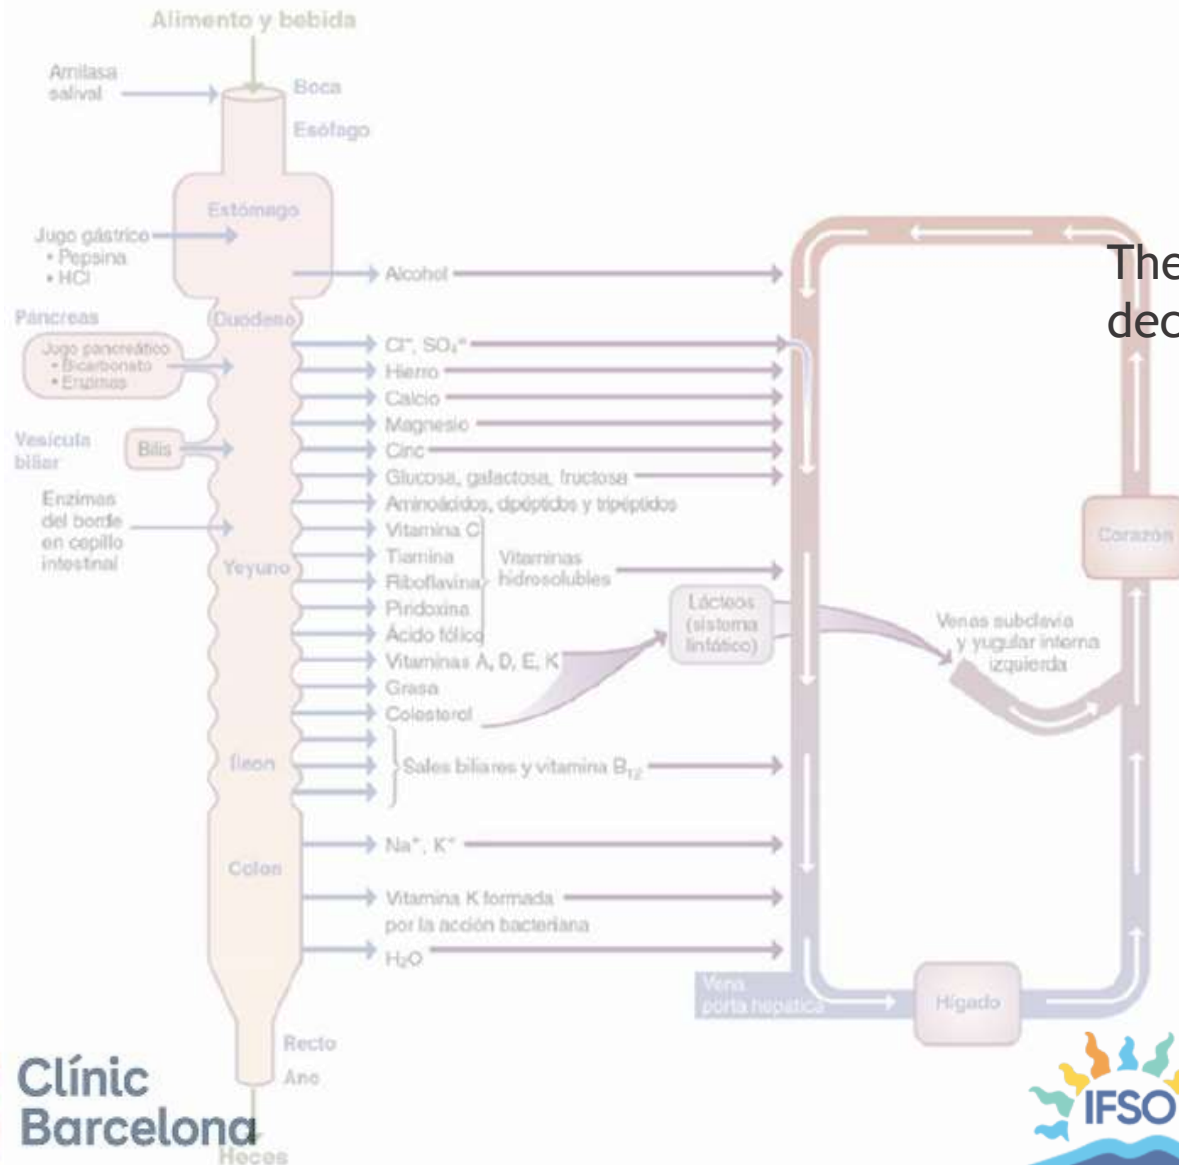 Alimento y bebida
Amilasa
salival
Boca
Esófago
Estómago
Jugo gástrico
• Pepsina
• HCl
Alcohol
The
dec
Páncreas
Duodeno
Jugo pancreático
• Bicarbonato
• Enzimas
Cl⁻, SO₄⁼
Hierro
Calcio
Magnesio
Vesícula
biliar
Bilis
Cinc
Glucosa, galactosa, fructosa
Aminoácidos, dipéptidos y tripéptidos
Enzimas
del borde
en cepillo
intestinal
Yeyuno
Vitamina C
Tiamina
Riboflavina
Piridoxina
Ácido fólico
Vitaminas
hidrosolubles
Vitaminas A, D, E, K
Grasa
Colesterol
Lácteos
(sistema
linfático)
Venas subclavia
y yugular interna
izquierda
Corazón
Íleon
Sales biliares y vitamina B₁₂
Colon
Na⁺, K⁺
Vitamina K formada
por la acción bacteriana
H₂O
Vena
porta hepática
Hígado
Recto
Ano
Heces
Clínic
Barcelona
IFSO